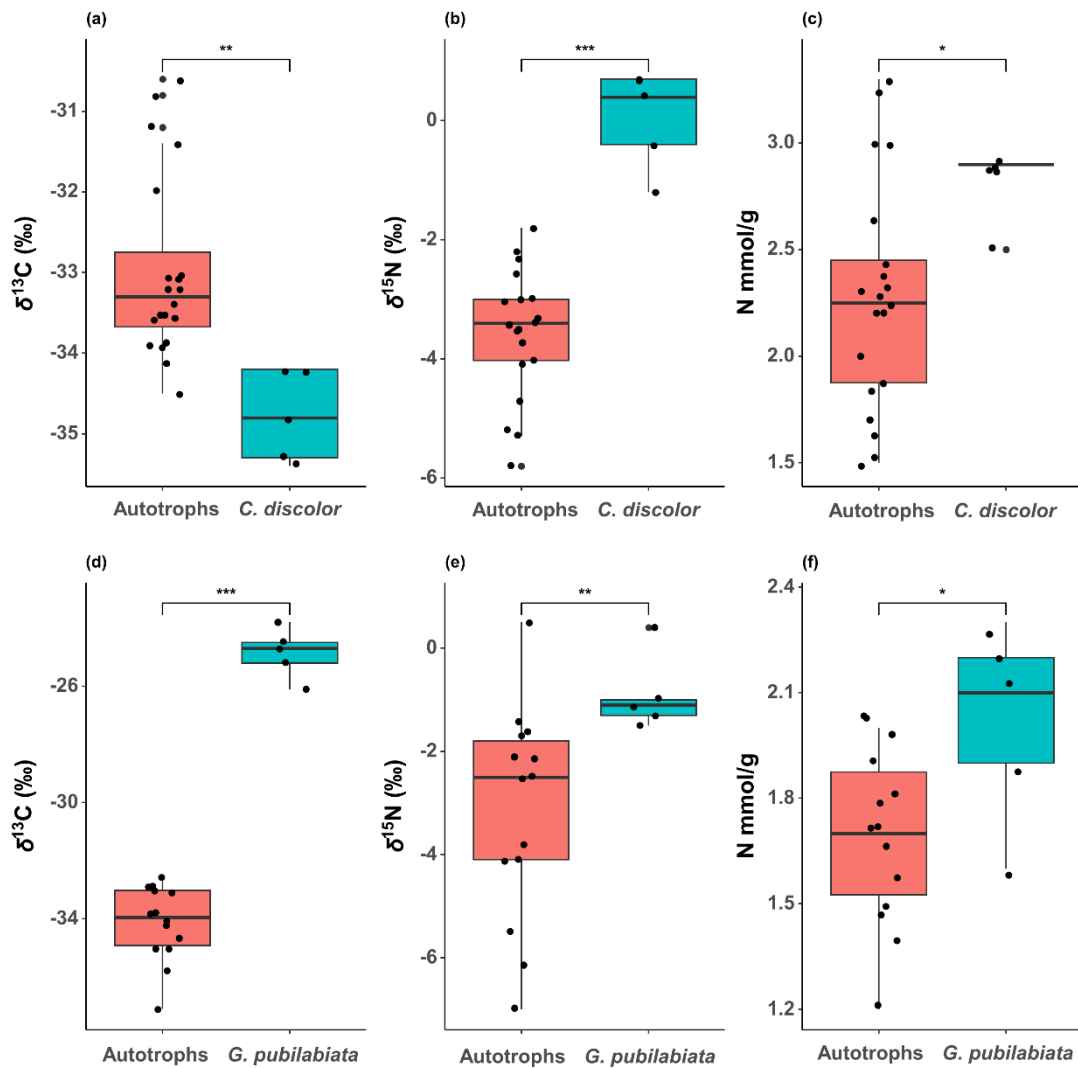 (a)
**
δ13C (‰)
-31
-32
-33
-34
-35
Autotrophs C. discolor
(b)
***
δ15N (‰)
0
-2
-4
-6
Autotrophs C. discolor
(c)
*
N mmol/g
3.0
2.5
2.0
1.5
Autotrophs C. discolor
(d)
***
δ13C (‰)
-26
-30
-34
Autotrophs G. pubilabiata
(e)
**
δ15N (‰)
0
-2
-4
-6
Autotrophs G. pubilabiata
(f)
*
N mmol/g
2.4
2.1
1.8
1.5
1.2
Autotrophs G. pubilabiata